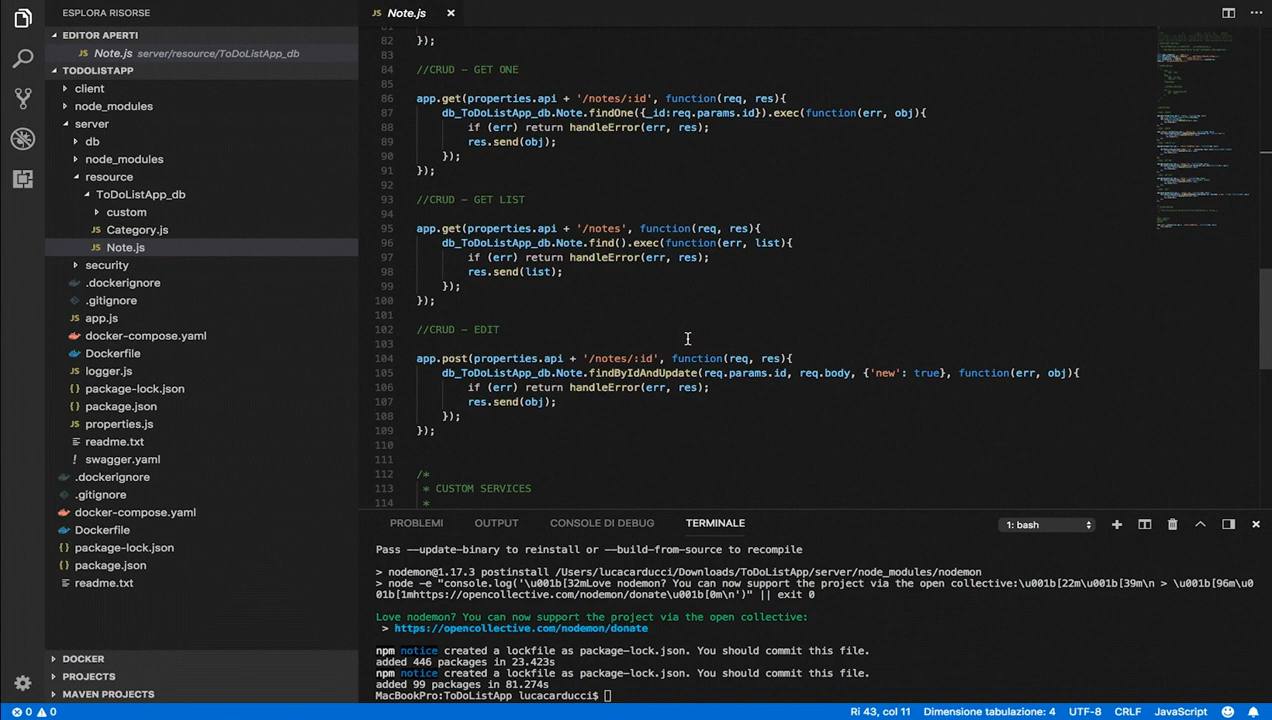 ESPLORA RISORSE
EDITOR APERTI
Note.js server/resource/ToDoListApp_db
TODOLISTAPP
client
node_modules
server
db
node_modules
resource
ToDoListApp_db
custom
Category.js
Note.js
security
.dockerignore
.gitignore
app.js
docker-compose.yaml
Dockerfile
logger.js
package-lock.json
package.json
properties.js
readme.txt
swagger.yaml
.dockerignore
.gitignore
docker-compose.yaml
Dockerfile
package-lock.json
package.json
readme.txt
DOCKER
PROJECTS
MAVEN PROJECTS
Note.js
82 });
83
84 //CRUD - GET ONE
85
86 app.get(properties.api + '/notes/:id', function(req, res){
87 db_ToDoListApp_db.Note.findOne({_id:req.params.id}).exec(function(err, obj){
88 if (err) return handleError(err, res);
89 res.send(obj);
90 });
91 });
92
93 //CRUD - GET LIST
94
95 app.get(properties.api + '/notes', function(req, res){
96 db_ToDoListApp_db.Note.find().exec(function(err, list){
97 if (err) return handleError(err, res);
98 res.send(list);
99 });
100 });
101
102 //CRUD - EDIT
103
104 app.post(properties.api + '/notes/:id', function(req, res){
105 db_ToDoListApp_db.Note.findByIdAndUpdate(req.params.id, req.body, {'new': true}, function(err, obj){
106 if (err) return handleError(err, res);
107 res.send(obj);
108 });
109 });
110
111
112 /*
113 * CUSTOM SERVICES
114 *
PROBLEMI OUTPUT CONSOLE DI DEBUG TERMINALE 1: bash
Pass --update-binary to reinstall or --build-from-source to recompile
> nodemon@1.17.3 postinstall /Users/lucacarducci/Downloads/ToDoListApp/server/node_modules/nodemon
> node -e "console.log('\u001b[32mLove nodemon? You can now support the project via the open collective:\u001b[22m\u001b[39m\n > \u001b[96m\u0
01b[1mhttps://opencollective.com/nodemon/donate\u001b[0m\n')" || exit 0
Love nodemon? You can now support the project via the open collective:
> https://opencollective.com/nodemon/donate
npm notice created a lockfile as package-lock.json. You should commit this file.
added 446 packages in 23.423s
npm notice created a lockfile as package-lock.json. You should commit this file.
added 99 packages in 81.274s
MacBookPro:ToDoListApp lucacarducci$
0 0 Ri 43, col 11 Dimensione tabulazione: 4 UTF-8 CRLF JavaScript